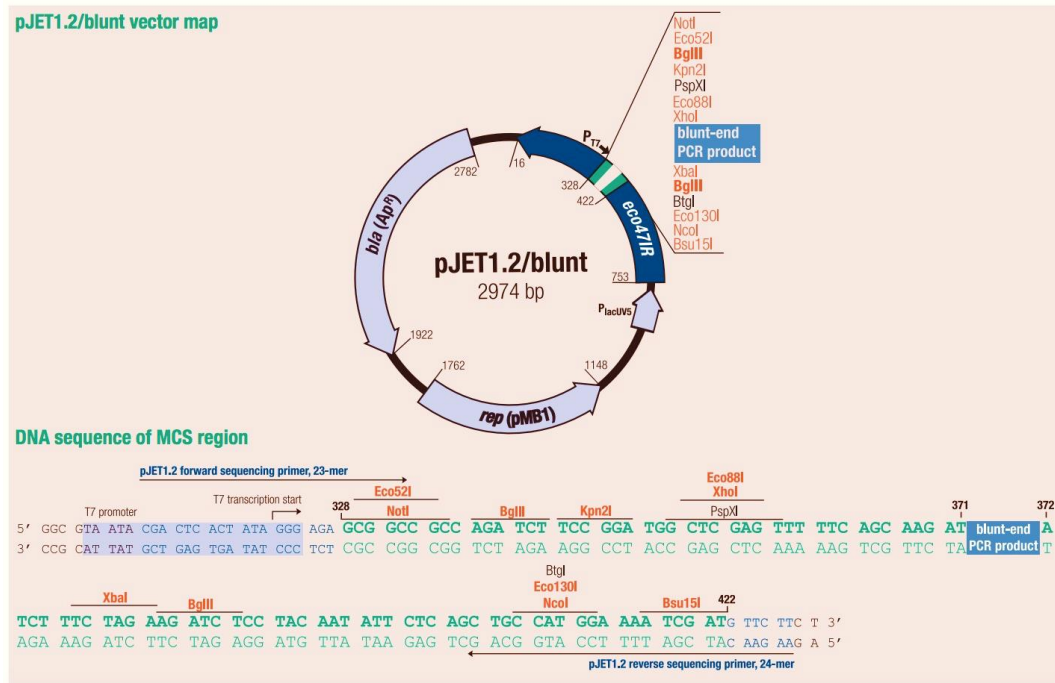 pJET1.2/blunt vector map
NotI
Eco52I
BglII
Kpn2I
PspXI
Eco88I
XhoI
blunt-end
PCR product
XbaI
BglII
BtgI
Eco130I
NcoI
Bsu15I
PT7
16
2782
328
422
eco47IR
bla (ApR)
pJET1.2/blunt
2974 bp
753
PlacUV5
1922
1762
1148
rep (pMB1)
DNA sequence of MCS region
pJET1.2 forward sequencing primer, 23-mer
Eco88I
Eco52I XhoI
T7 promoter T7 transcription start 328 NotI BglII Kpn2I PspXI 371 372
5′ GGC GTA ATA CGA CTC ACT ATA GGG AGA GCG GCC GCC AGA TCT TCC GGA TGG CTC GAG TTT TTC AGC AAG AT blunt-end A
3′ CCG CAT TAT GCT GAG TGA TAT CCC TCT CGC CGG CGG TCT AGA AGG CCT ACC GAG CTC AAA AAG TCG TTC TA PCR product T
BtgI
Eco130I
XbaI BglII NcoI Bsu15I 422
TCT TTC TAG AAG ATC TCC TAC AAT ATT CTC AGC TGC CAT GGA AAA TCG ATG TTC TTC T 3′
AGA AAG ATC TTC TAG AGG ATG TTA TAA GAG TCG ACG GTA CCT TTT AGC TAC AAG AAG A 5′
pJET1.2 reverse sequencing primer, 24-mer